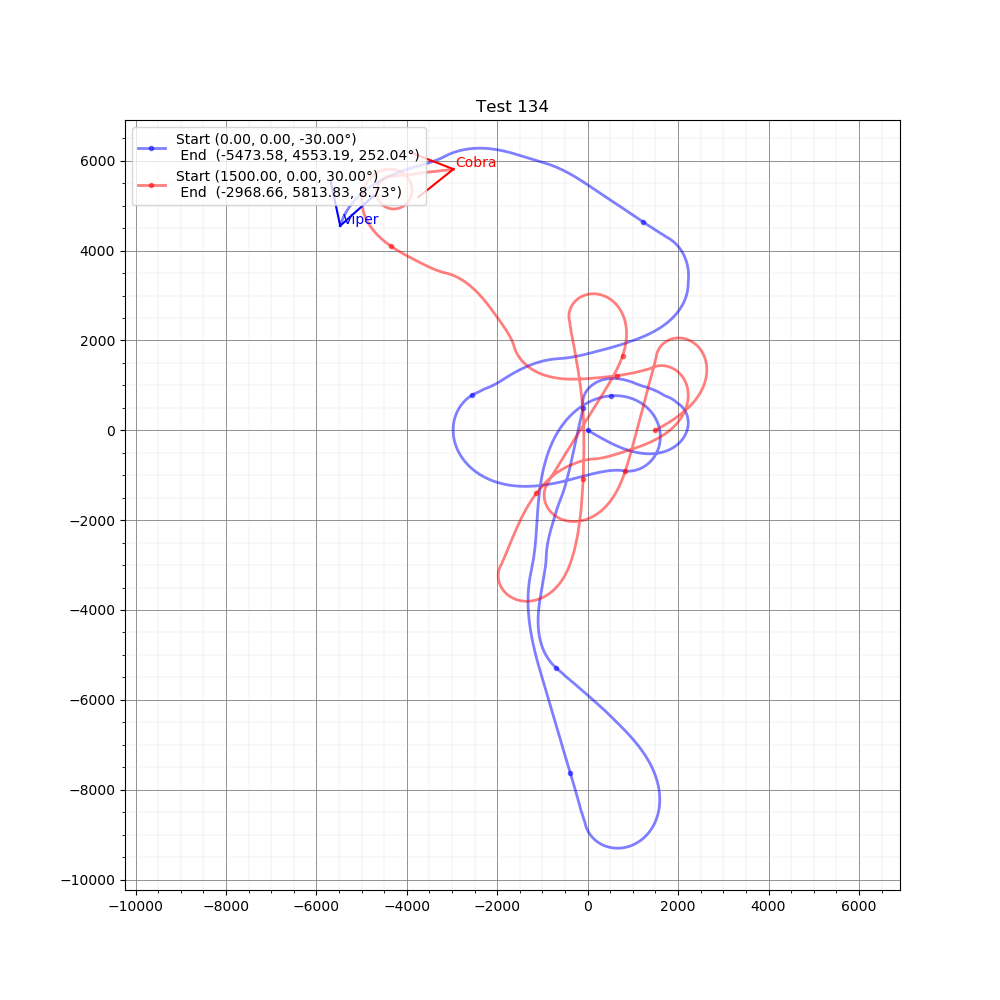 Test 134
Start (0.00, 0.00, -30.00°)
End (-5473.58, 4553.19, 252.04°)
Start (1500.00, 0.00, 30.00°)
End (-2968.66, 5813.83, 8.73°)
Cobra
Viper
6000
4000
2000
0
−2000
−4000
−6000
−8000
−10000
−10000 −8000 −6000 −4000 −2000 0 2000 4000 6000